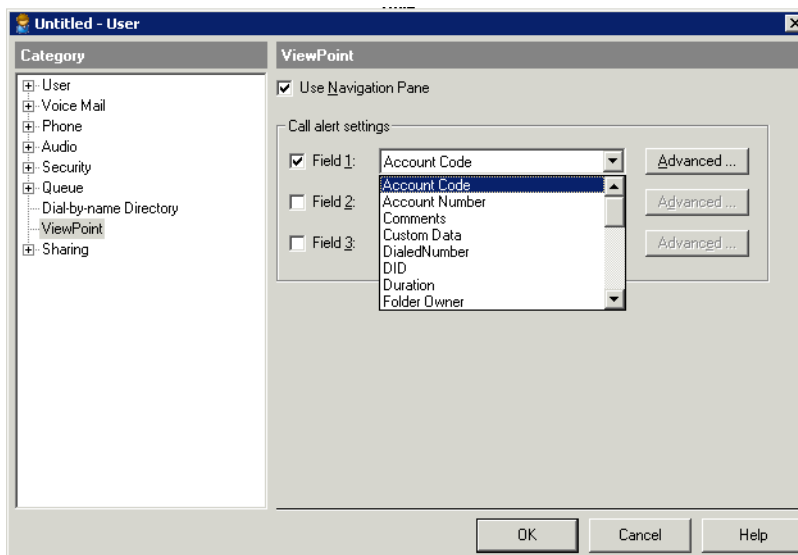 Untitled - User
Category
ViewPoint
User
Voice Mail
Phone
Audio
Security
Queue
Dial-by-name Directory
ViewPoint
Sharing
Use Navigation Pane
Call alert settings
Field 1: Account Code Advanced ...
Account Code
Account Number
Field 2: Advanced ...
Comments
Custom Data
Field 3: Advanced ...
DialedNumber
DID
Duration
Folder Owner
OK Cancel Help